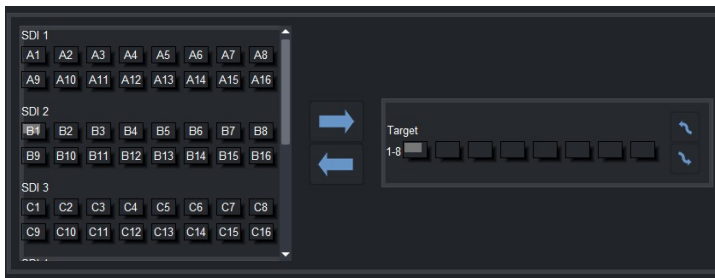 SDI 1
A1 A2 A3 A4 A5 A6 A7 A8
A9 A10 A11 A12 A13 A14 A15 A16
SDI 2
B1 B2 B3 B4 B5 B6 B7 B8
B9 B10 B11 B12 B13 B14 B15 B16
SDI 3
C1 C2 C3 C4 C5 C6 C7 C8
C9 C10 C11 C12 C13 C14 C15 C16
Target
1-8